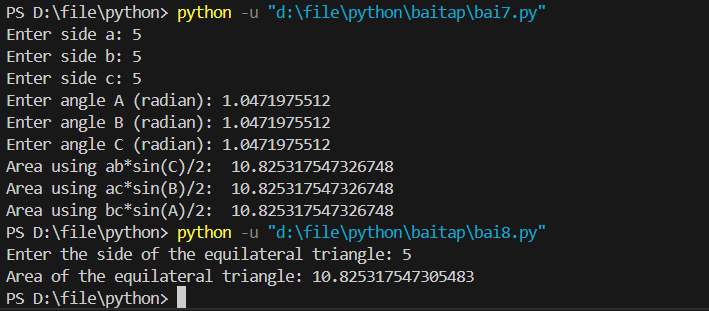 PS D:\file\python> python -u "d:\file\python\baitap\bai7.py"
Enter side a: 5
Enter side b: 5
Enter side c: 5
Enter angle A (radian): 1.0471975512
Enter angle B (radian): 1.0471975512
Enter angle C (radian): 1.0471975512
Area using ab*sin(C)/2:  10.825317547326748
Area using ac*sin(B)/2:  10.825317547326748
Area using bc*sin(A)/2:  10.825317547326748
PS D:\file\python> python -u "d:\file\python\baitap\bai8.py"
Enter the side of the equilateral triangle: 5
Area of the equilateral triangle: 10.825317547305483
PS D:\file\python>